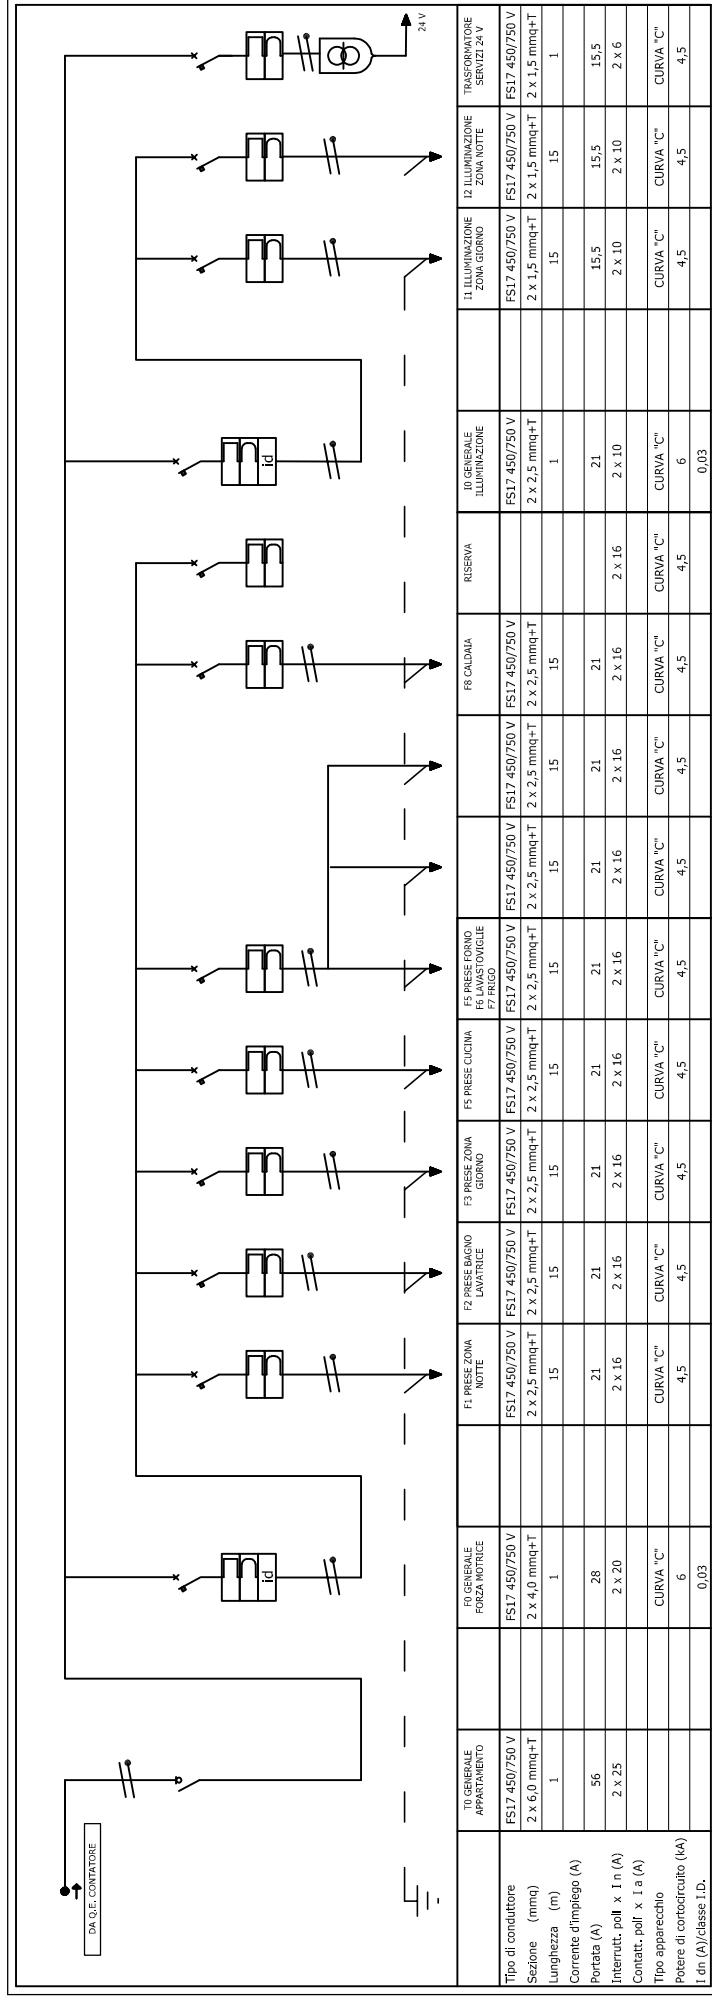 DA Q.E. CONTATORE
id
id
24 V
T0 GENERALE
APPARTAMENTO
F0 GENERALE
FORZA MOTRICE
F1 PRESE ZONA
NOTTE
F2 PRESE BAGNO
LAVATRICE
F3 PRESE ZONA
GIORNO
F5 PRESE CUCINA
F5 PRESE FORNO
F6 LAVASTOVIGLIE
F7 FRIGO
F8 CALDAIA
RISERVA
I0 GENERALE
ILLUMINAZIONE
I1 ILLUMINAZIONE
ZONA GIORNO
I2 ILLUMINAZIONE
ZONA NOTTE
TRASFORMATORE
SERVIZI 24 V
Tipo di conduttore FS17 450/750 V FS17 450/750 V FS17 450/750 V FS17 450/750 V FS17 450/750 V FS17 450/750 V FS17 450/750 V FS17 450/750 V FS17 450/750 V FS17 450/750 V FS17 450/750 V FS17 450/750 V FS17 450/750 V FS17 450/750 V
Sezione (mmq) 2 x 6,0 mmq+T 2 x 4,0 mmq+T 2 x 2,5 mmq+T 2 x 2,5 mmq+T 2 x 2,5 mmq+T 2 x 2,5 mmq+T 2 x 2,5 mmq+T 2 x 2,5 mmq+T 2 x 2,5 mmq+T 2 x 2,5 mmq+T 2 x 2,5 mmq+T 2 x 1,5 mmq+T 2 x 1,5 mmq+T 2 x 1,5 mmq+T
Lunghezza (m) 1 1 15 15 15 15 15 15 15 15 1 15 15 1
Corrente d'impiego (A)
Portata (A) 56 28 21 21 21 21 21 21 21 21 21 15,5 15,5 15,5
Interrutt. poli x I n (A) 2 x 25 2 x 20 2 x 16 2 x 16 2 x 16 2 x 16 2 x 16 2 x 16 2 x 16 2 x 16 2 x 16 2 x 10 2 x 10 2 x 10 2 x 6
Contatt. poli x I a (A)
Tipo apparecchio CURVA "C" CURVA "C" CURVA "C" CURVA "C" CURVA "C" CURVA "C" CURVA "C" CURVA "C" CURVA "C" CURVA "C" CURVA "C" CURVA "C" CURVA "C" CURVA "C"
Potere di cortocircuito (kA) 6 4,5 4,5 4,5 4,5 4,5 4,5 4,5 4,5 4,5 6 4,5 4,5 4,5
I dn (A)/classe I.D. 0,03 0,03